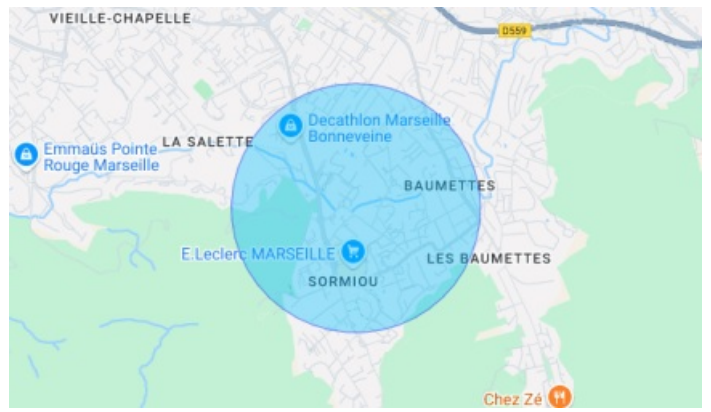 VIEILLE-CHAPELLE
D559
Decathlon Marseille
Bonneveine
LA SALETTE
Emmaüs Pointe
Rouge Marseille
BAUMETTES
E.Leclerc MARSEILLE
LES BAUMETTES
SORMIOU
Chez Zé